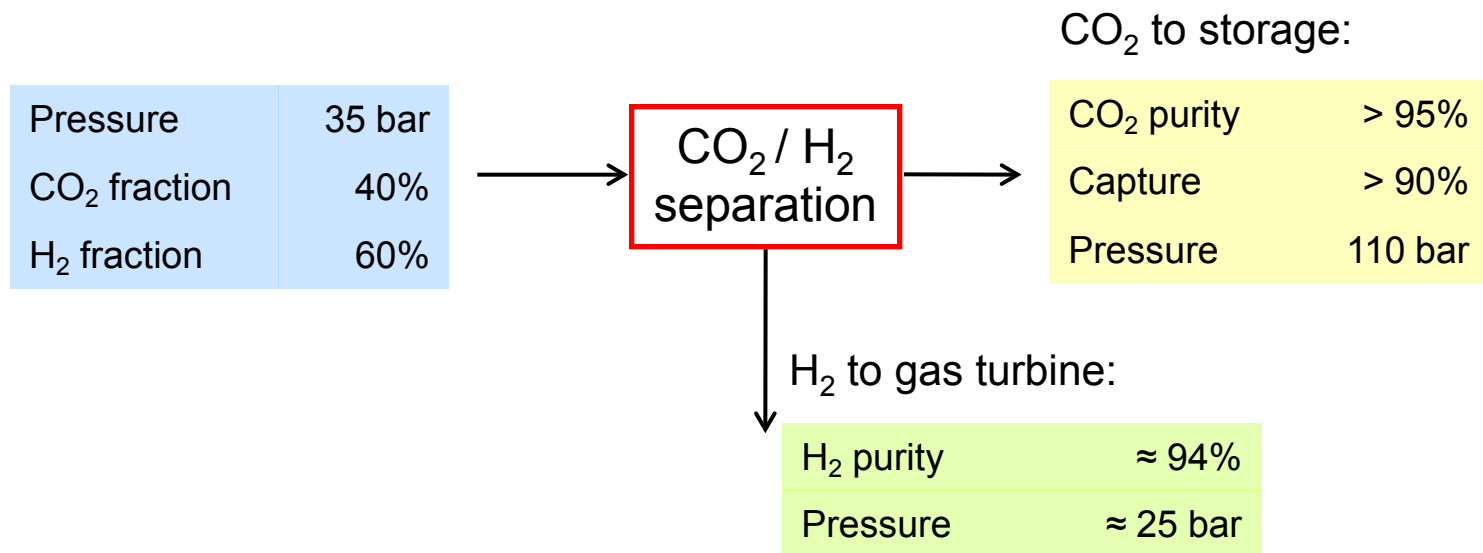 CO₂ to storage:
Pressure 35 bar
CO₂ fraction 40%
H₂ fraction 60%
CO₂ / H₂
separation
CO₂ purity > 95%
Capture > 90%
Pressure 110 bar
H₂ to gas turbine:
H₂ purity ≈ 94%
Pressure ≈ 25 bar